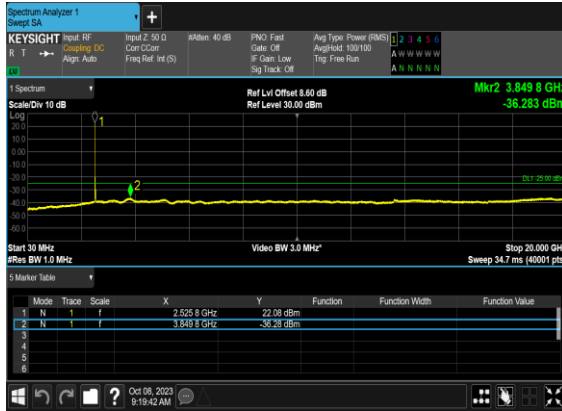 Spectrum Analyzer 1
Swept SA
+
KEYSIGHT Input: RF Input Z: 50 Ω #Atten: 40 dB PNO: Fast Avg Type: Power (RMS) 1 2 3 4 5 6
R T Coupling: DC Corr CCorr Gate: Off Avg|Hold: 100/100 A W W W W W
Align: Auto Freq Ref: Int (S) IF Gain: Low Trig: Free Run
LXI Sig Track: Off A N N N N N
1 Spectrum Ref Lvl Offset 8.60 dB Mkr2 3.849 8 GHz
Scale/Div 10 dB Ref Level 30.00 dBm -36.283 dBm
Log
20.0
10.0
0.00
-10.0
-20.0
-30.0
-40.0
-50.0
-60.0
1
2
DL1 -25.00 dBm
Start 30 MHz Video BW 3.0 MHz* Stop 20.000 GHz
#Res BW 1.0 MHz Sweep 34.7 ms (40001 pts)
5 Marker Table
Mode Trace Scale X Y Function Function Width Function Value
1 N 1 f 2.525 8 GHz 22.08 dBm
2 N 1 f 3.849 8 GHz -36.28 dBm
3
4
5
6
? Oct 08, 2023
9:19:42 AM